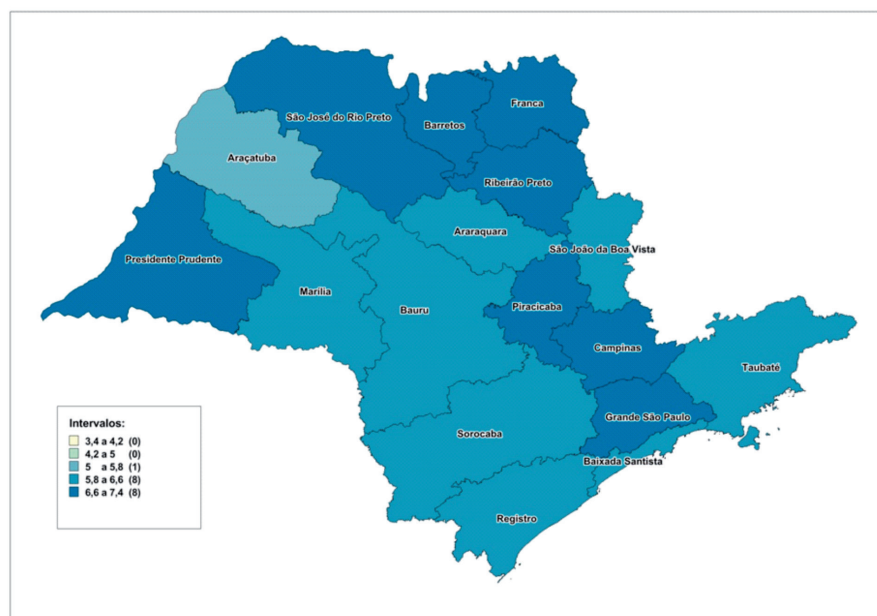 Franca
São José do Rio Preto
Barretos
Araçatuba
Ribeirão Preto
Araraquara
São João da Boa Vista
Presidente Prudente
Marília
Bauru
Piracicaba
Campinas
Taubaté
Grande São Paulo
Sorocaba
Baixada Santista
Registro
Intervalos:
3,4 a 4,2 (0)
4,2 a 5 (0)
5 a 5,8 (1)
5,8 a 6,6 (8)
6,6 a 7,4 (8)